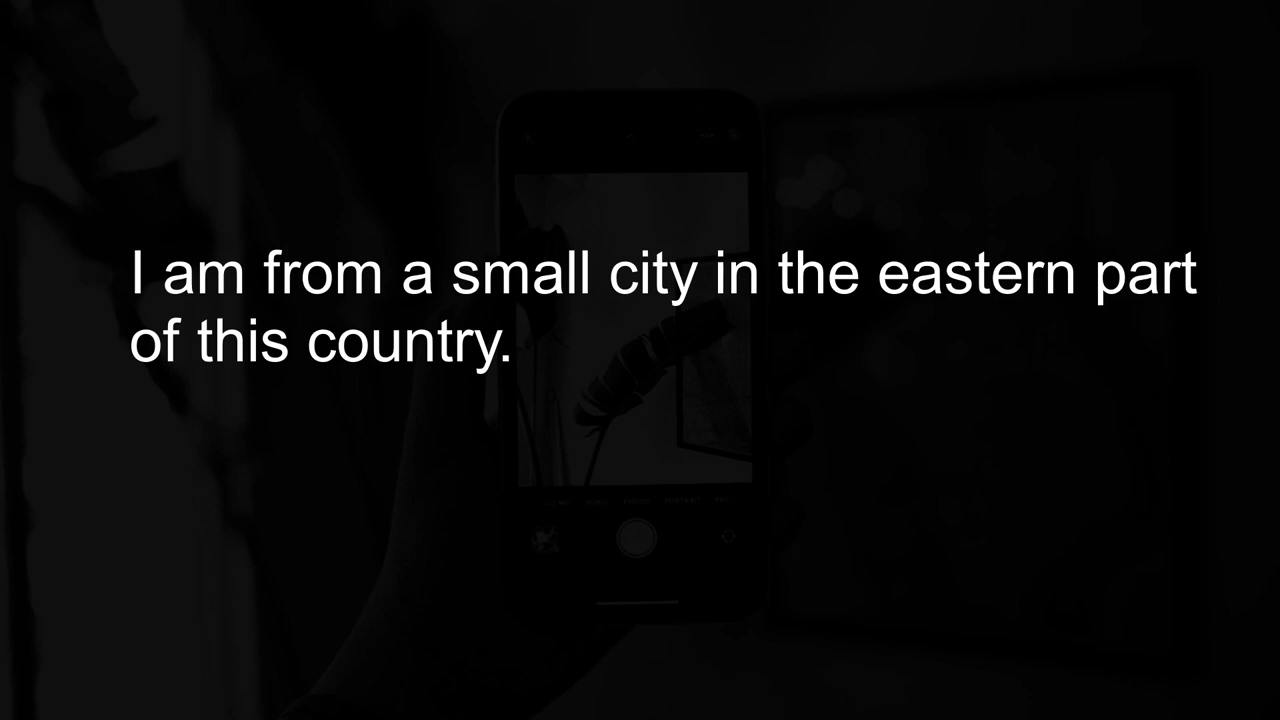 I am from a small city in the eastern part
of this country.